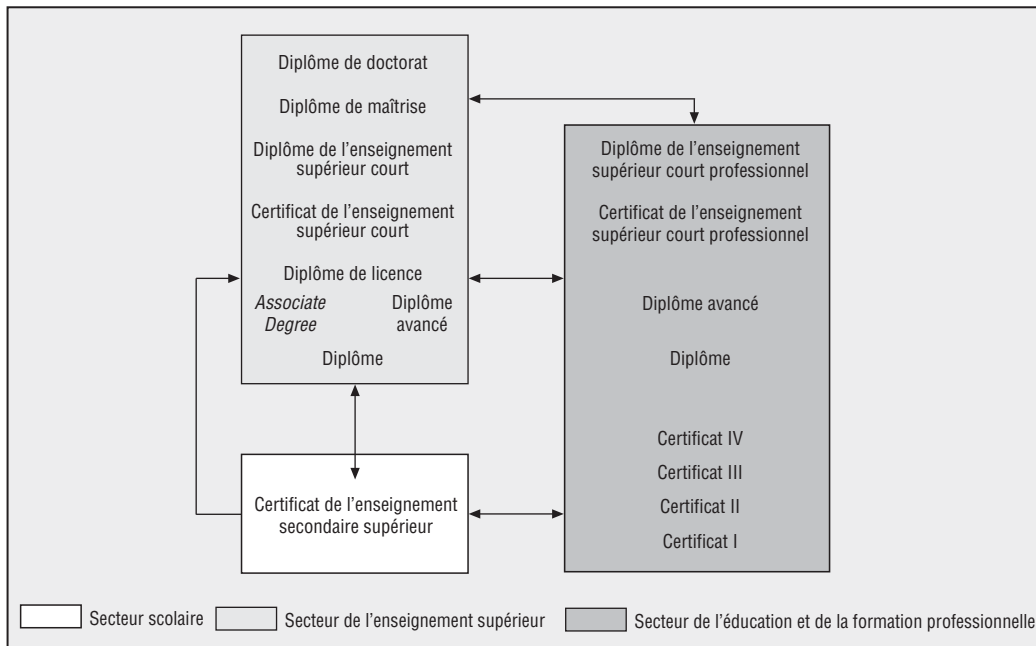 Diplôme de doctorat
Diplôme de maîtrise
Diplôme de l'enseignement
supérieur court
Certificat de l'enseignement
supérieur court
Diplôme de licence
Associate
Degree
Diplôme
avancé
Diplôme
Diplôme de l'enseignement
supérieur court professionnel
Certificat de l'enseignement
supérieur court professionnel
Diplôme avancé
Diplôme
Certificat IV
Certificat III
Certificat II
Certificat I
Certificat de l'enseignement
secondaire supérieur
Secteur scolaire
Secteur de l'enseignement supérieur
Secteur de l'éducation et de la formation professionnelle